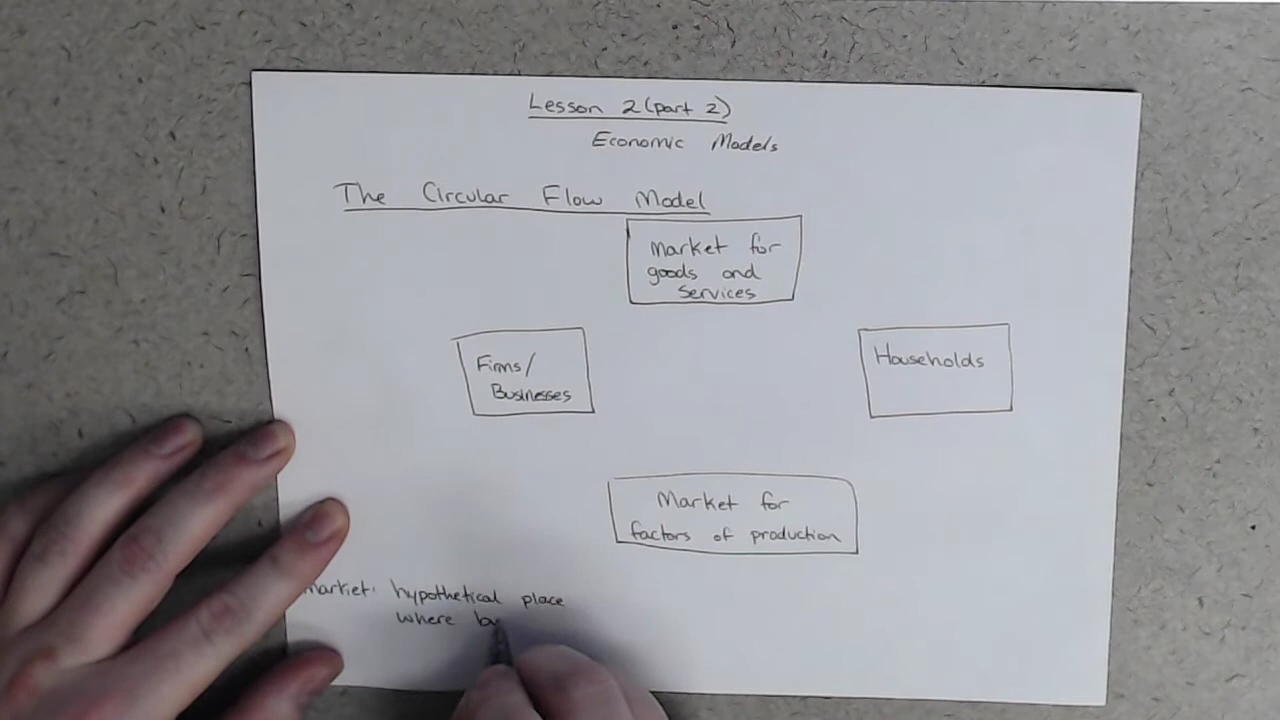 Lesson 2 (part 2)
Economic Models
The Circular Flow Model
Market for
goods and
services
Firms/
Businesses
Households
Market for
factors of production
Market: hypothetical place
where